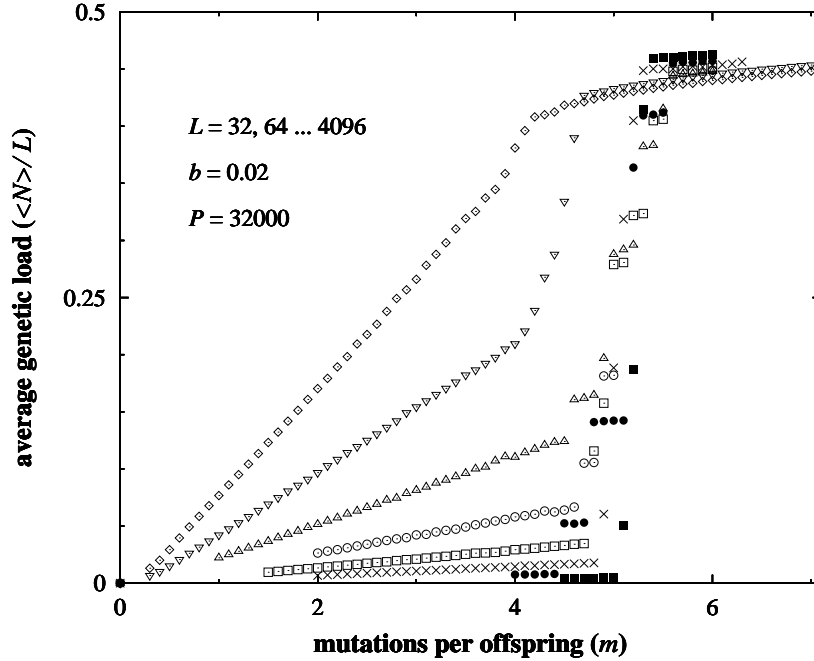 0.5
L = 32, 64 ... 4096
b = 0.02
P = 32000
0.25
0
0 2 4 6
average genetic load (<N>/L)
mutations per offspring (m)